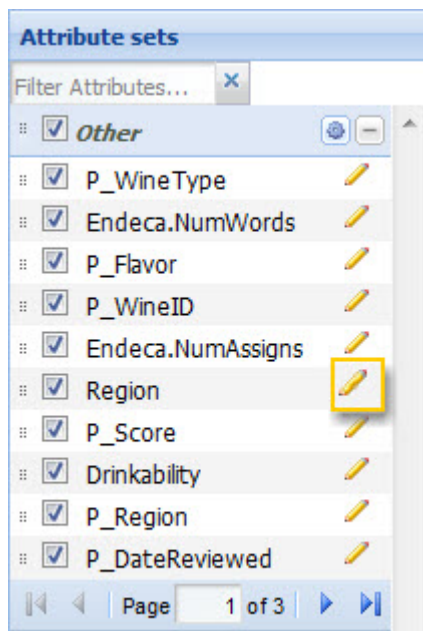 Attribute sets
Filter Attributes...
Other
P_WineType
Endeca.NumWords
P_Flavor
P_WineID
Endeca.NumAssigns
Region
P_Score
Drinkability
P_Region
P_DateReviewed
Page 1 of 3